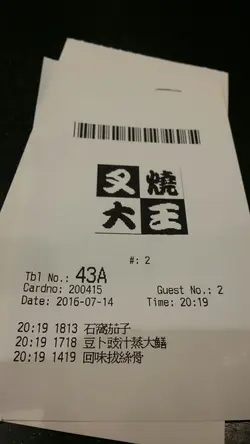 叉燒
大王
#: 2
Tbl No.: 43A
Cardno: 200415 Guest No.: 2
Date: 2016-07-14 Time: 20:19
20:19 1813 石窩茄子
20:19 1718 豆卜豉汁蒸大鱔
20:19 1419 回味拔絲骨